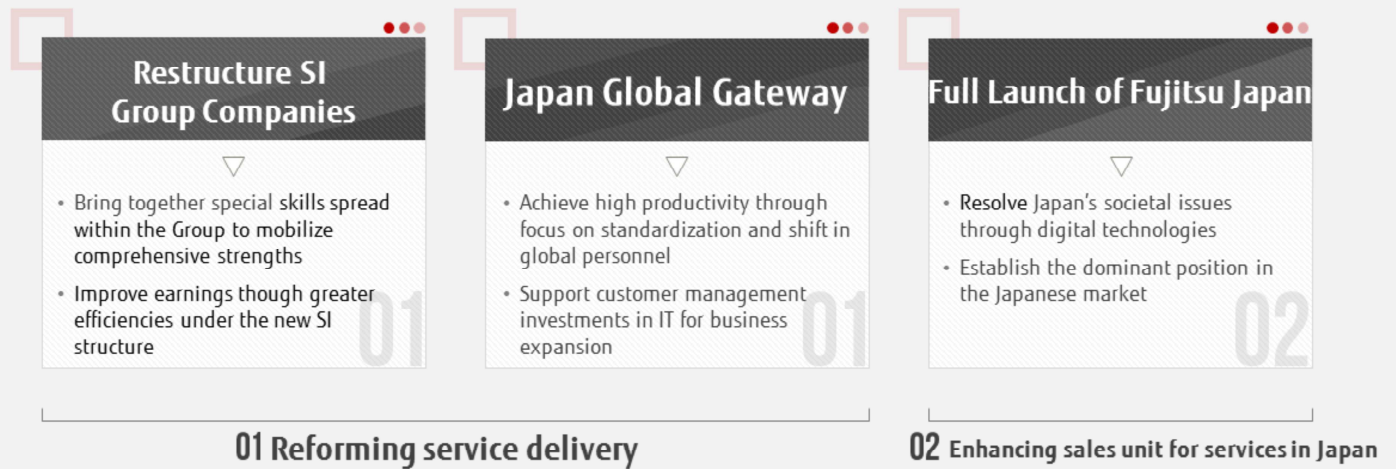 Restructure SI
Group Companies
• Bring together special skills spread
within the Group to mobilize
comprehensive strengths
• Improve earnings though greater
efficiencies under the new SI
structure
01
Japan Global Gateway
• Achieve high productivity through
focus on standardization and shift in
global personnel
• Support customer management
investments in IT for business
expansion
01
Full Launch of Fujitsu Japan
• Resolve Japan's societal issues
through digital technologies
• Establish the dominant position in
the Japanese market
02
01 Reforming service delivery
02 Enhancing sales unit for services in Japan